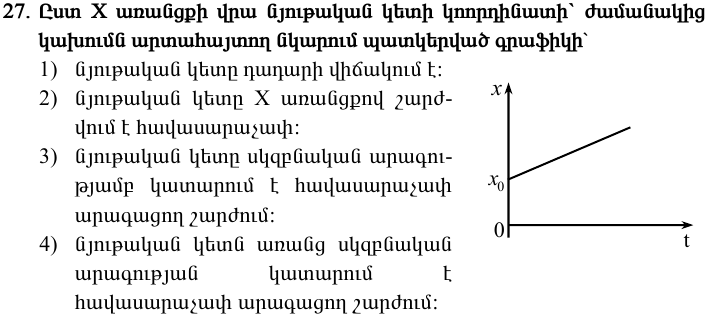 27. Ըստ X առանցքի վրա նյութական կետի կոորդինատի՝ ժամանակից
կախումն արտահայտող նկարում պատկերված գրաֆիկի՝
1) նյութական կետը դադարի վիճակում է:
2) նյութական կետը X առանցքով շարժ-
վում է հավասարաչափ:
3) նյութական կետը սկզբնական արագու-
թյամբ կատարում է հավասարաչափ
արագացող շարժում:
4) նյութական կետն առանց սկզբնական
արագության կատարում է
հավասարաչափ արագացող շարժում:
x
x₀
0
t